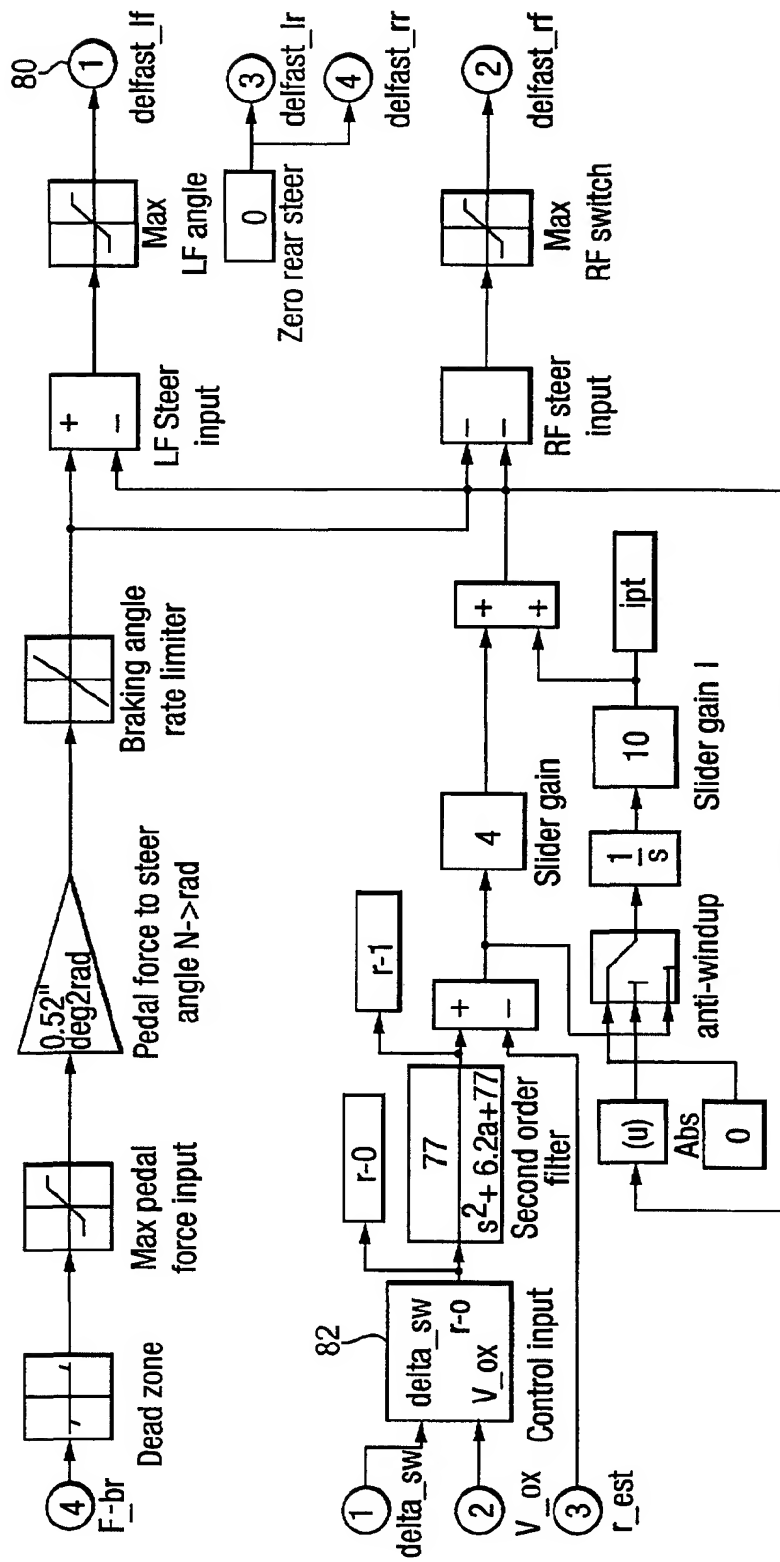 80
1
delfast_lf
Max
LF angle
3
delfast_lr
4
delfast_rr
0
Zero rear steer
2
delfast_rf
Max
RF switch
+
−
LF Steer
input
−
−
RF steer
input
Braking angle
rate limiter
0.52"
deg2rad
Pedal force to steer
angle N->rad
Max pedal
force input
Dead zone
4
F-br
+
+
ipt
4
Slider gain
10
Slider gain I
1
s
anti-windup
r-1
+
−
r-0
77
s²+ 6.2a+77
Second order
filter
(u)
Abs
0
82
delta_sw
r-0
V_ox
Control input
1
delta_sw
2
V_ox
3
r_est